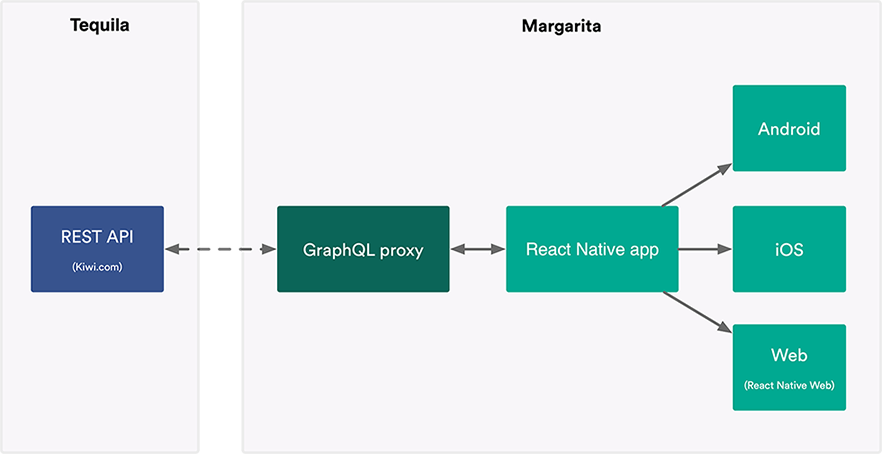 Tequila
Margarita
REST API
(Kiwi.com)
GraphQL proxy
React Native app
Android
iOS
Web
(React Native Web)